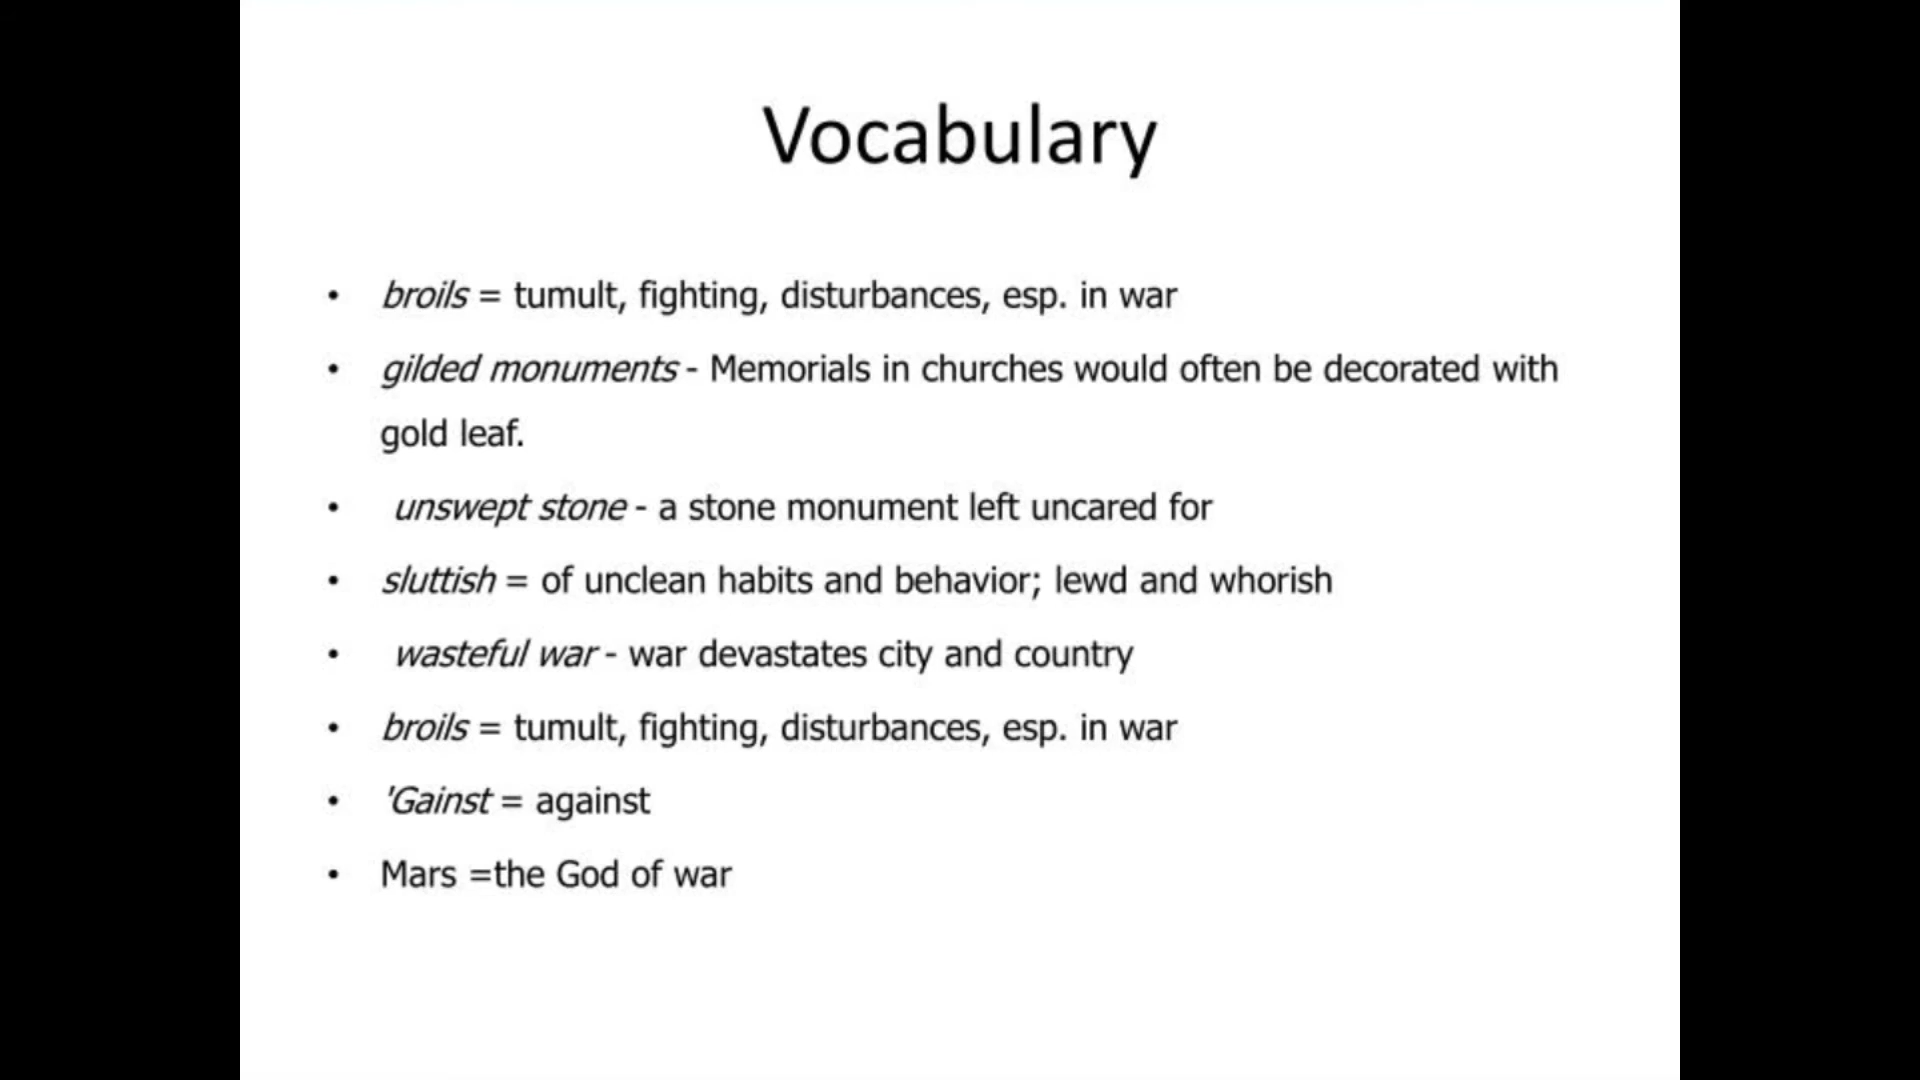 Vocabulary
• broils = tumult, fighting, disturbances, esp. in war
• gilded monuments - Memorials in churches would often be decorated with
gold leaf.
• unswept stone - a stone monument left uncared for
• sluttish = of unclean habits and behavior; lewd and whorish
• wasteful war - war devastates city and country
• broils = tumult, fighting, disturbances, esp. in war
• 'Gainst = against
• Mars =the God of war